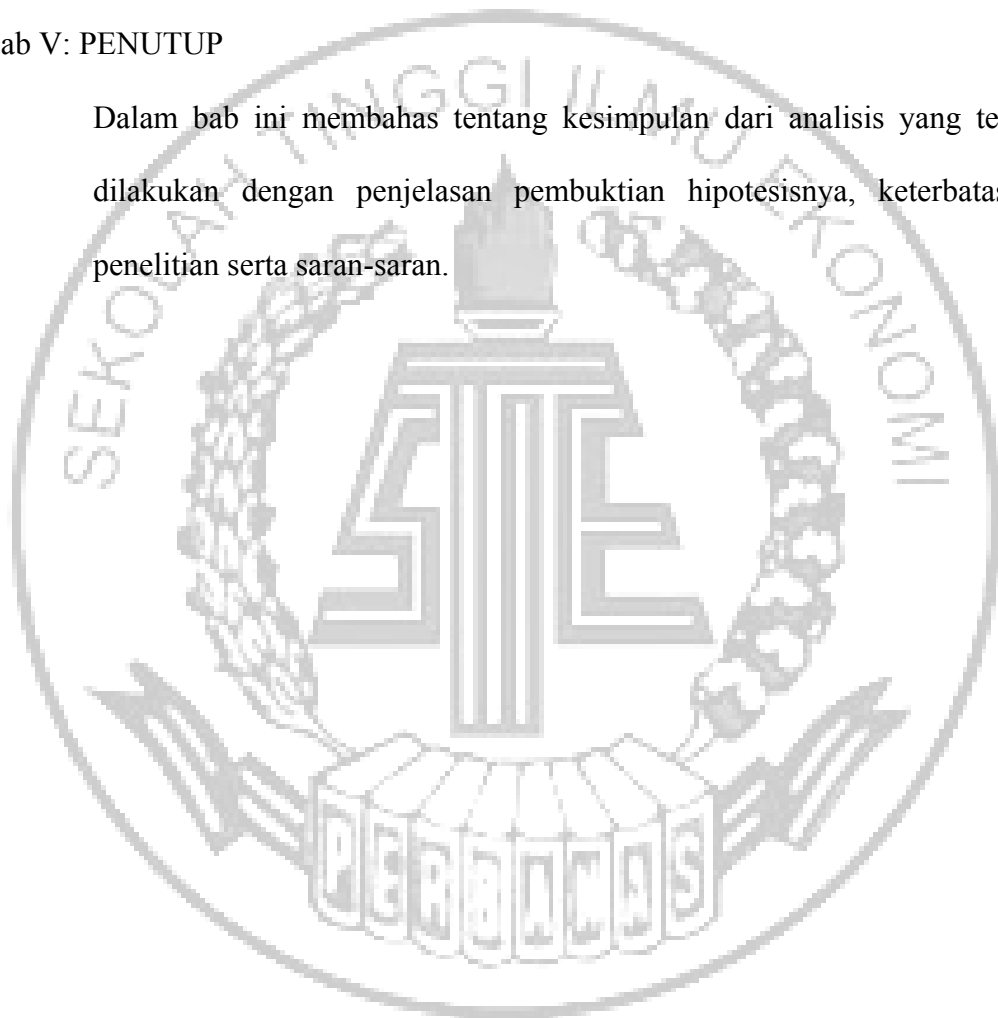 ab V: PENUTUP
Dalam bab ini membahas tentang kesimpulan dari analisis yang te
dilakukan dengan penjelasan pembuktian hipotesisnya, keterbatas
penelitian serta saran-saran.
SEKOLAH TINGGI ILMU EKONOMI
STIE
PERBANAS